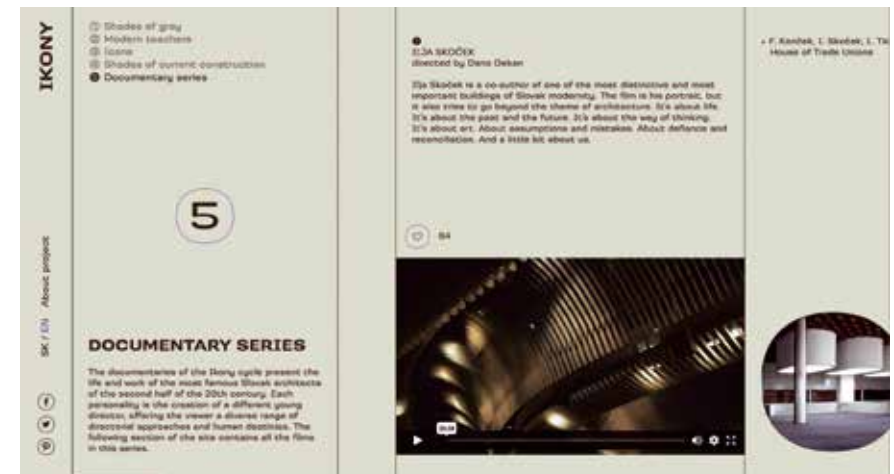 IKONY
① Shades of gray
② Modern teachers
③ Icons
④ Shades of current construction
❺ Documentary series
5
DOCUMENTARY SERIES
The documentaries of the Ikony cycle present the
life and work of the most famous Slovak architects
of the second half of the 20th century. Each
personality is the creation of a different young
director, offering the viewer a diverse range of
directorial approaches and human destinies. The
following section of the site contains all the films
in this series.
SK / EN About project
ILJA SKOČEK
directed by Dano Dekan
Ilja Skoček is a co-author of one of the most distinctive and most
important buildings of Slovak modernity. The film is his portrait, but
it also tries to go beyond the theme of architecture. It's about life.
It's about the past and the future. It's about the way of thinking.
It's about art. About assumptions and mistakes. About defiance and
reconciliation. And a little bit about us.
84
F. Konček, I. Skoček, L. Ti
House of Trade Unions